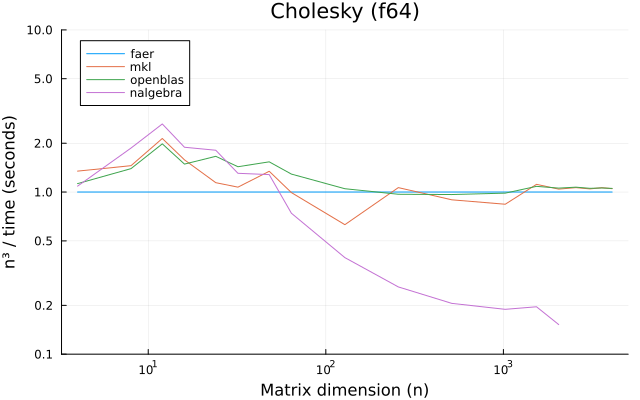 Cholesky (f64)
n³ / time (seconds)
10.0
5.0
2.0
1.0
0.5
0.2
0.1
faer
mkl
openblas
nalgebra
10¹
10²
10³
Matrix dimension (n)